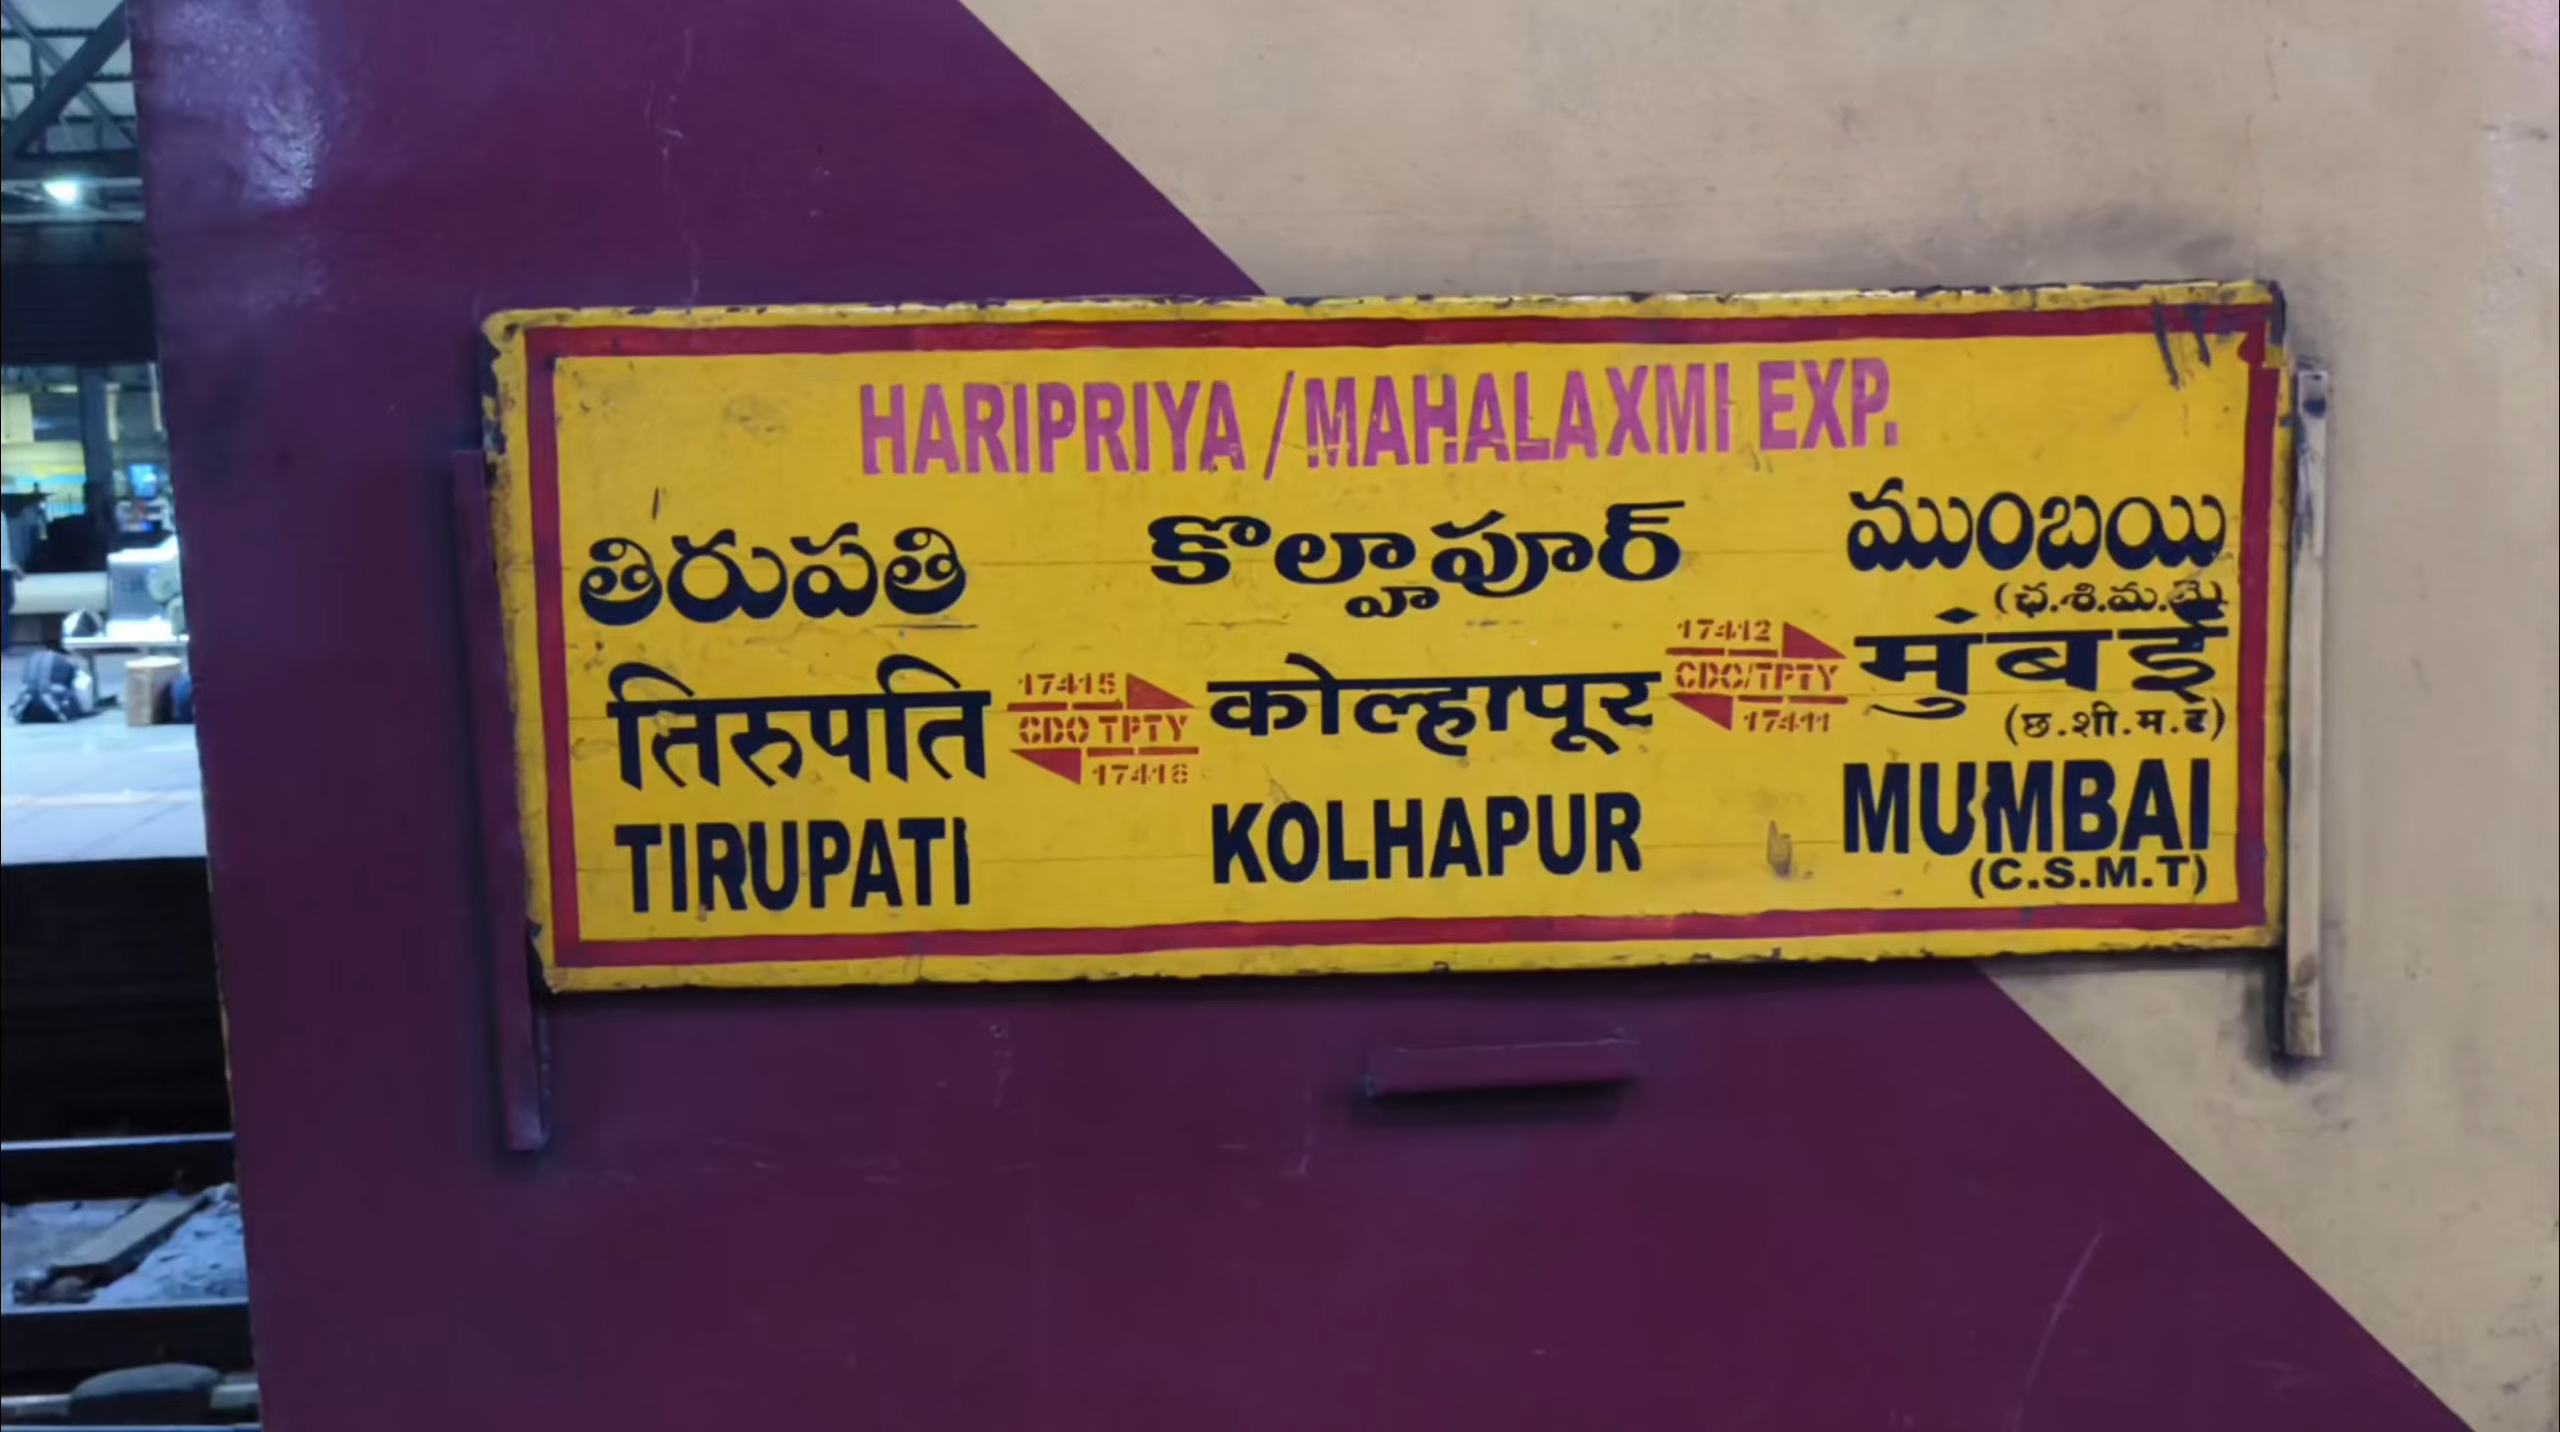 HARIPRIYA / MAHALAXMI EXP.
తిరుపతి కొల్హాపూర్ ముంబయి
(ఛ.శి.మ.టె)
तिरुपति 17415 CDO TPTY 17416 कोल्हापूर 17412 CDO/TPTY 17411 मुंबई
(छ.शी.म.ट)
TIRUPATI KOLHAPUR MUMBAI
(C.S.M.T)